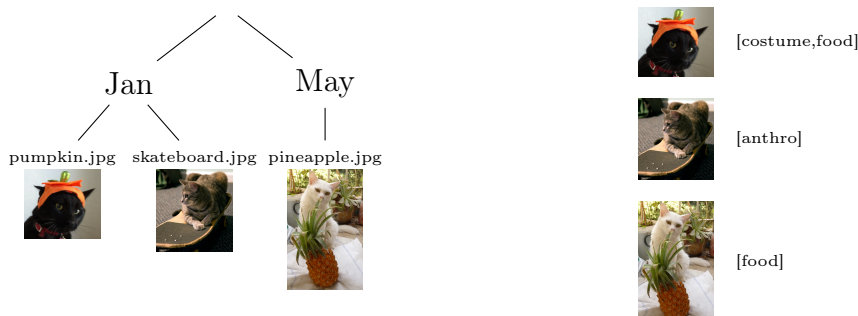 Jan May
pumpkin.jpg skateboard.jpg pineapple.jpg
[costume,food]
[anthro]
[food]